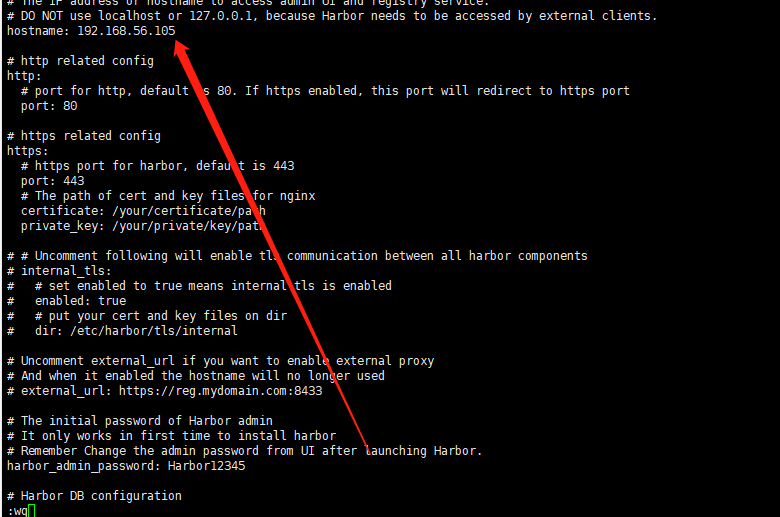 # The IP address or hostname to access admin UI and registry service.
# DO NOT use localhost or 127.0.0.1, because Harbor needs to be accessed by external clients.
hostname: 192.168.56.105
# http related config
http:
# port for http, default is 80. If https enabled, this port will redirect to https port
port: 80
# https related config
https:
# https port for harbor, default is 443
port: 443
# The path of cert and key files for nginx
certificate: /your/certificate/path
private_key: /your/private/key/path
# # Uncomment following will enable tls communication between all harbor components
# internal_tls:
#   # set enabled to true means internal tls is enabled
#   enabled: true
#   # put your cert and key files on dir
#   dir: /etc/harbor/tls/internal
# Uncomment external_url if you want to enable external proxy
# And when it enabled the hostname will no longer used
# external_url: https://reg.mydomain.com:8433
# The initial password of Harbor admin
# It only works in first time to install harbor
# Remember Change the admin password from UI after launching Harbor.
harbor_admin_password: Harbor12345
# Harbor DB configuration
:wq